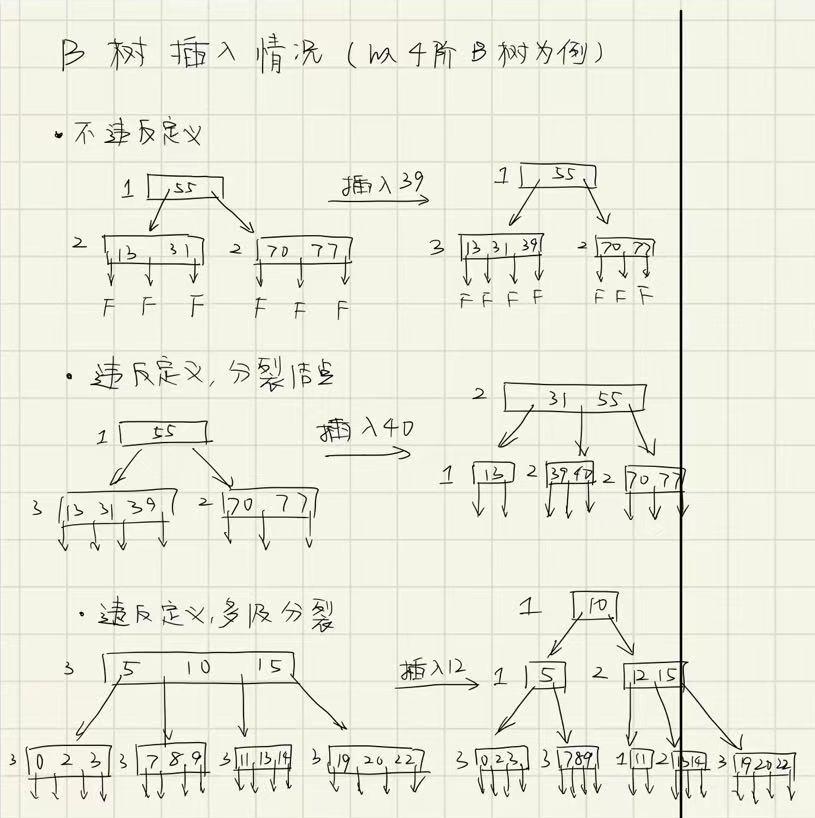 B 树 插入情况（以4阶B树为例）
·不违反定义
1 55 插入39 1 55
2 13 31 2 70 77 3 13 31 39 2 70 77
F F F F F F F F F F F F F
·违反定义,分裂结点
2 31 55
1 55 插入40
1 13 2 39 40 2 70 77
3 13 31 39 2 70 77
·违反定义,多级分裂
1 10
3 5 10 15 插入12 1 5 2 12 15
3 0 2 3 3 7 8 9 3 11 13 14 3 19 20 22 3 0 2 3 3 7 8 9 1 11 2 13 14 3 19 20 22